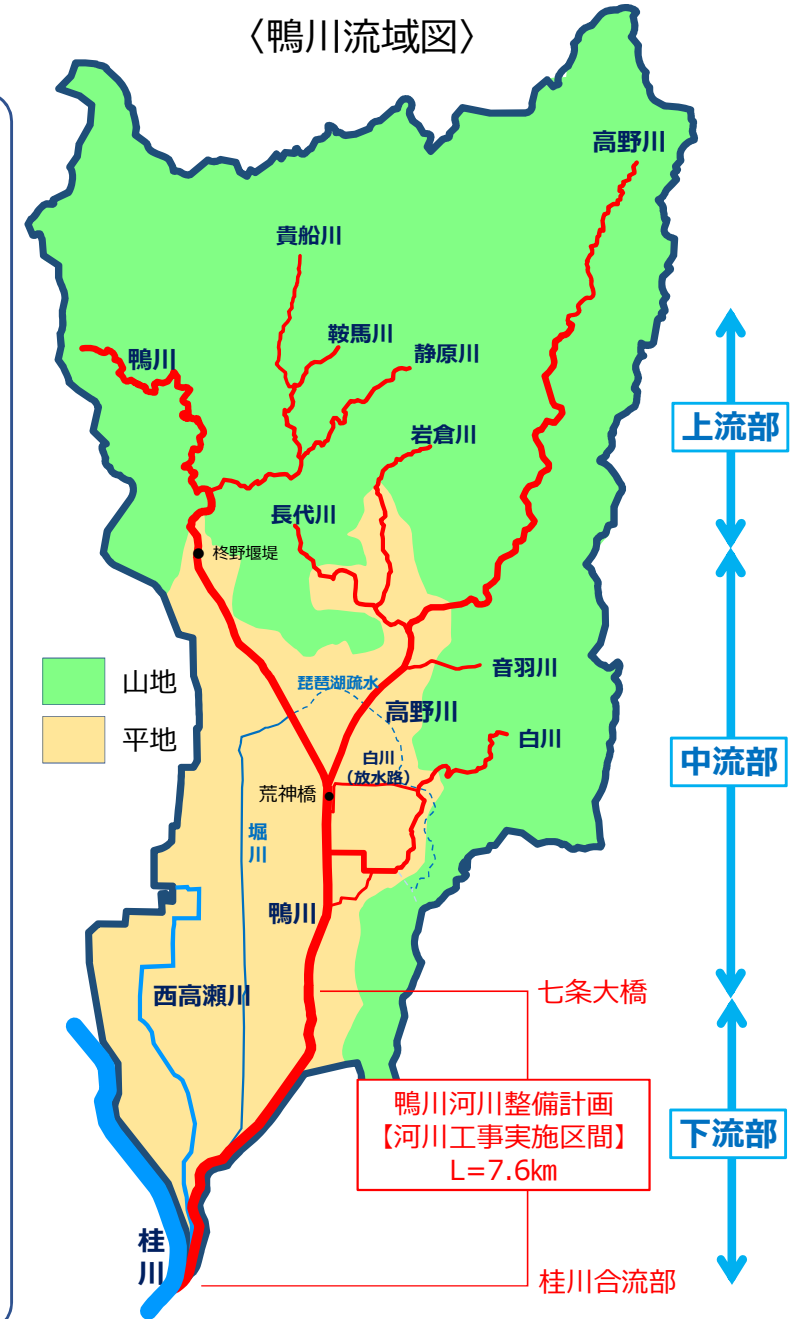 〈鴨川流域図〉
高野川
貴船川
鞍馬川
静原川
鴨川
上流部
岩倉川
長代川
柊野堰堤
音羽川
山地
琵琶湖疏水
高野川
白川
平地
白川
(放水路)
中流部
荒神橋
堀川
鴨川
西高瀬川
七条大橋
鴨川河川整備計画
【河川工事実施区間】
L=7.6㎞
下流部
桂川
桂川合流部